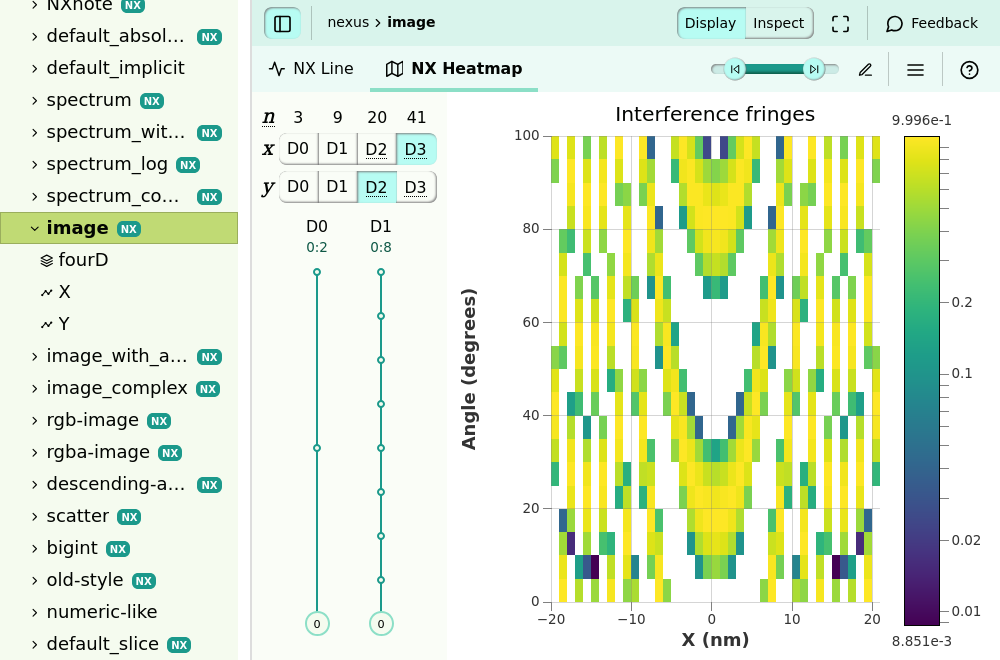 NXnote
default_absol... NX
default_implicit
spectrum NX
spectrum_wit... NX
spectrum_log NX
spectrum_co... NX
image NX
fourD
X
Y
image_with_a... NX
image_complex NX
rgb-image NX
rgba-image NX
descending-a... NX
scatter NX
bigint NX
old-style NX
numeric-like
default_slice NX
nexus > image
Display Inspect
Feedback
NX Line NX Heatmap
n 3 9 20 41
x D0 D1 D2 D3
y D0 D1 D2 D3
D0 D1
0:2 0:8
0 0
Interference fringes
Angle (degrees)
100
80
60
40
20
0
−20 −10 0 10 20
X (nm)
9.996e-1
0.2
0.1
0.02
0.01
8.851e-3